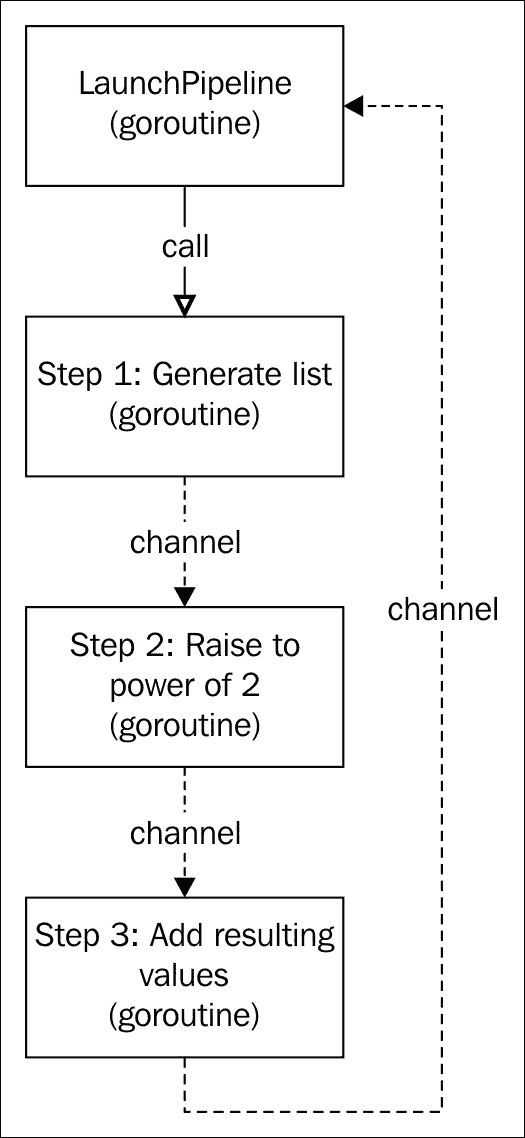 LaunchPipeline
(goroutine)
call
Step 1: Generate list
(goroutine)
channel
channel
Step 2: Raise to
power of 2
(goroutine)
channel
Step 3: Add resulting
values
(goroutine)